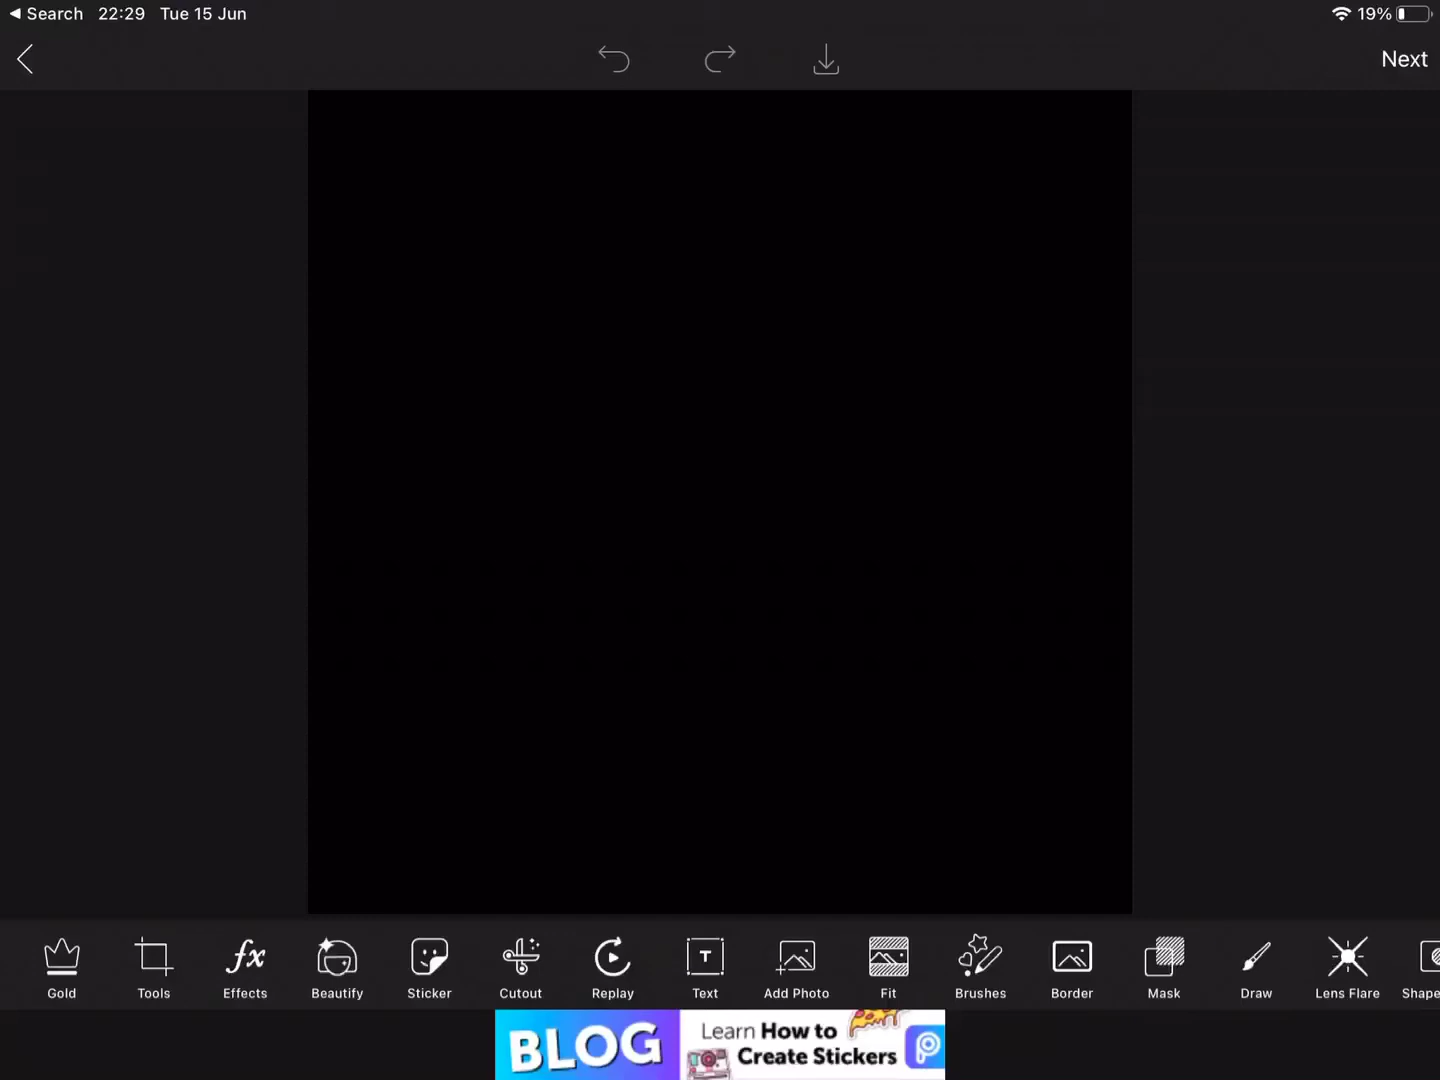 Search 22:29 Tue 15 Jun 19%
Next
Gold Tools Effects Beautify Sticker Cutout Replay Text Add Photo Fit Brushes Border Mask Draw Lens Flare Shape
BLOG Learn How to
Create Stickers